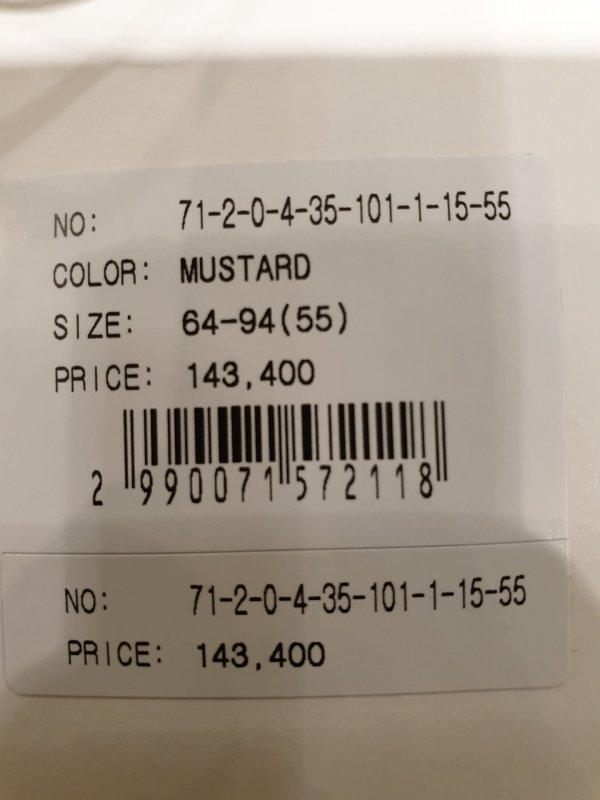 NO: 71-2-0-4-35-101-1-15-55
COLOR: MUSTARD
SIZE: 64-94(55)
PRICE: 143,400
2 990071 572118
NO: 71-2-0-4-35-101-1-15-55
PRICE: 143,400